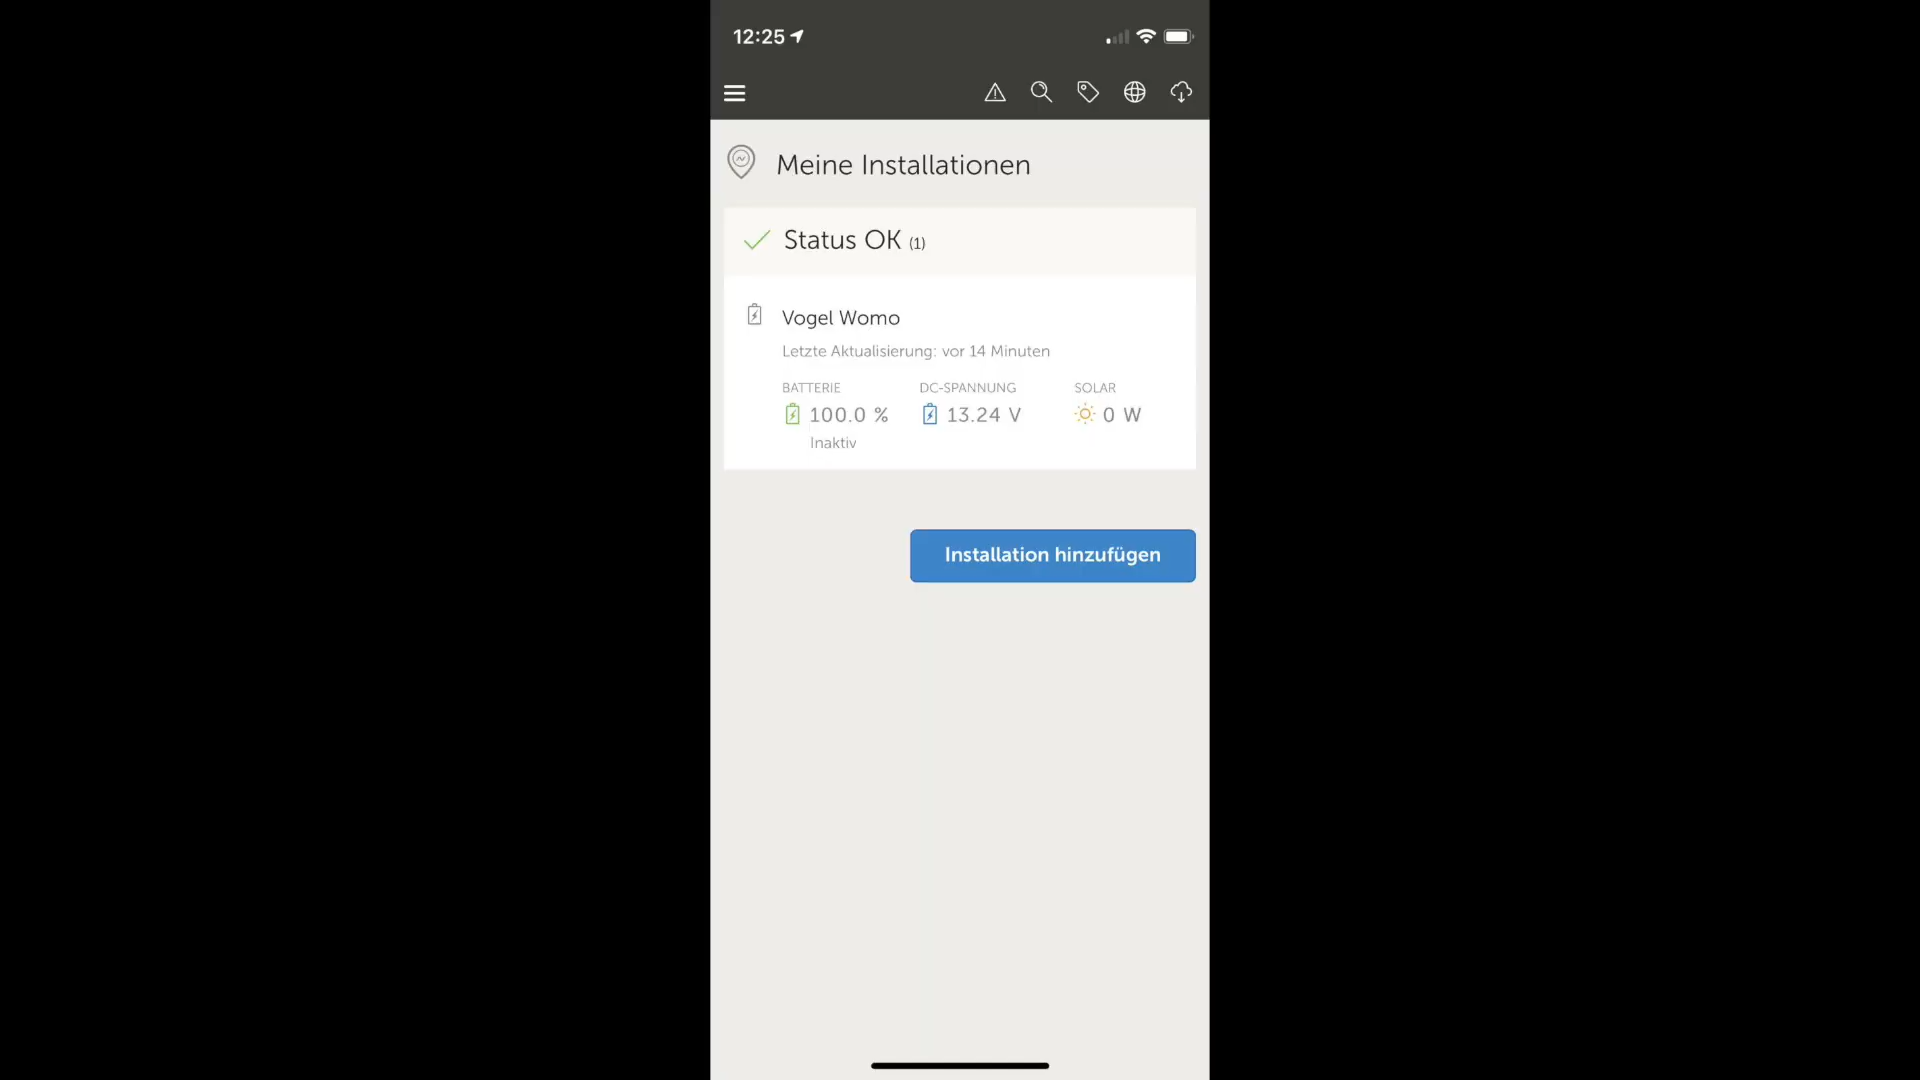 12:25
Meine Installationen
Status OK (1)
Vogel Womo
Letzte Aktualisierung: vor 14 Minuten
BATTERIE DC-SPANNUNG SOLAR
100.0 % 13.24 V 0 W
Inaktiv
Installation hinzufügen